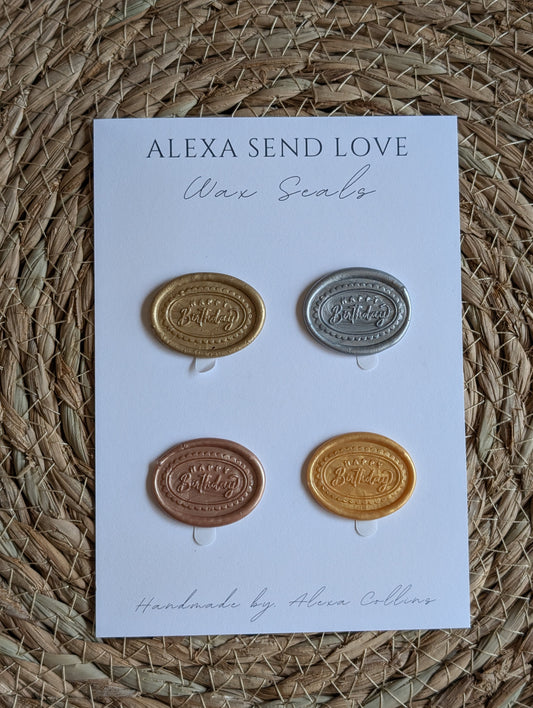 ALEXA SEND LOVE
Wax Seals
HAPPY
Birthday
HAPPY
Birthday
HAPPY
Birthday
HAPPY
Birthday
Handmade by. Alexa Collins